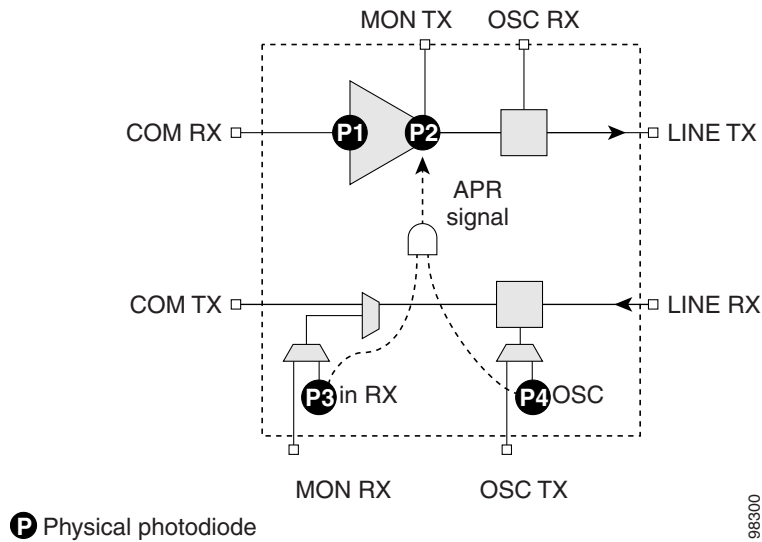 MON TX
OSC RX
COM RX
P1
P2
LINE TX
APR
signal
COM TX
LINE RX
P3
in RX
P4
OSC
MON RX
OSC TX
P Physical photodiode
98300